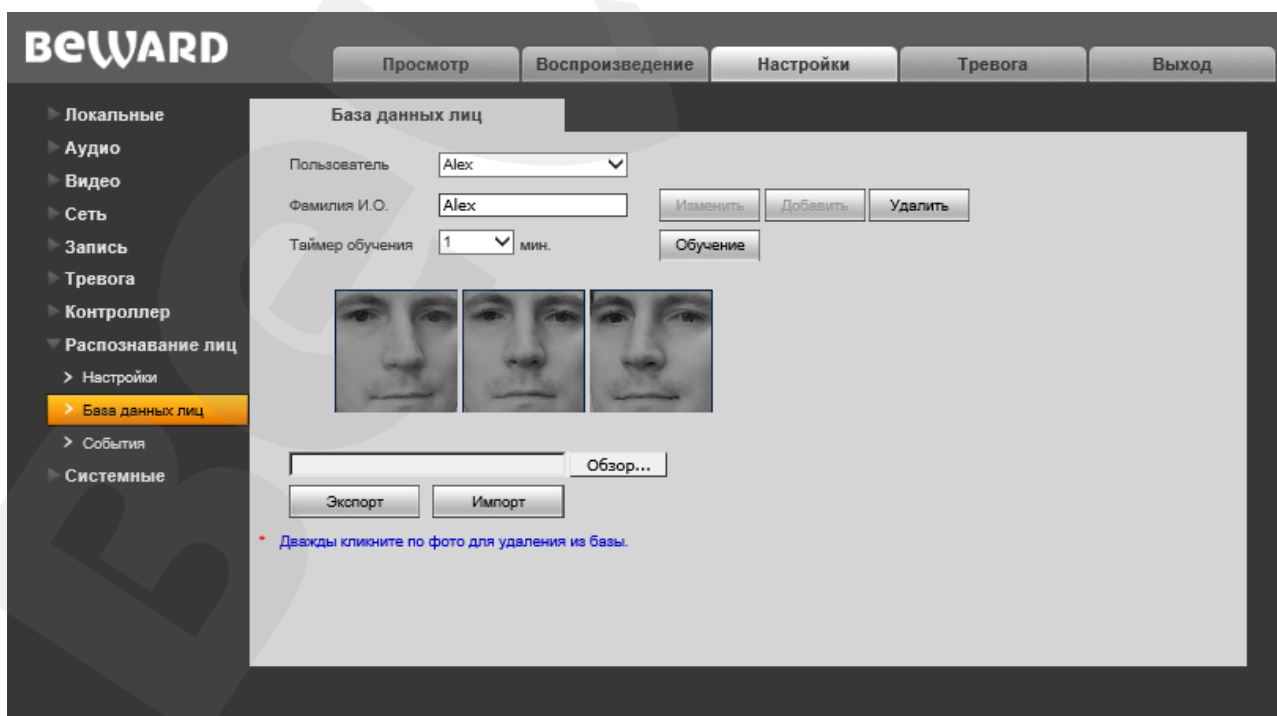 BEWARD
Просмотр Воспроизведение Настройки Тревога Выход
Локальные
Аудио
Видео
Сеть
Запись
Тревога
Контроллер
Распознавание лиц
Настройки
База данных лиц
События
Системные
База данных лиц
Пользователь Alex
Фамилия И.О. Alex Изменить Добавить Удалить
Таймер обучения 1 мин. Обучение
Обзор...
Экспорт Импорт
* Дважды кликните по фото для удаления из базы.